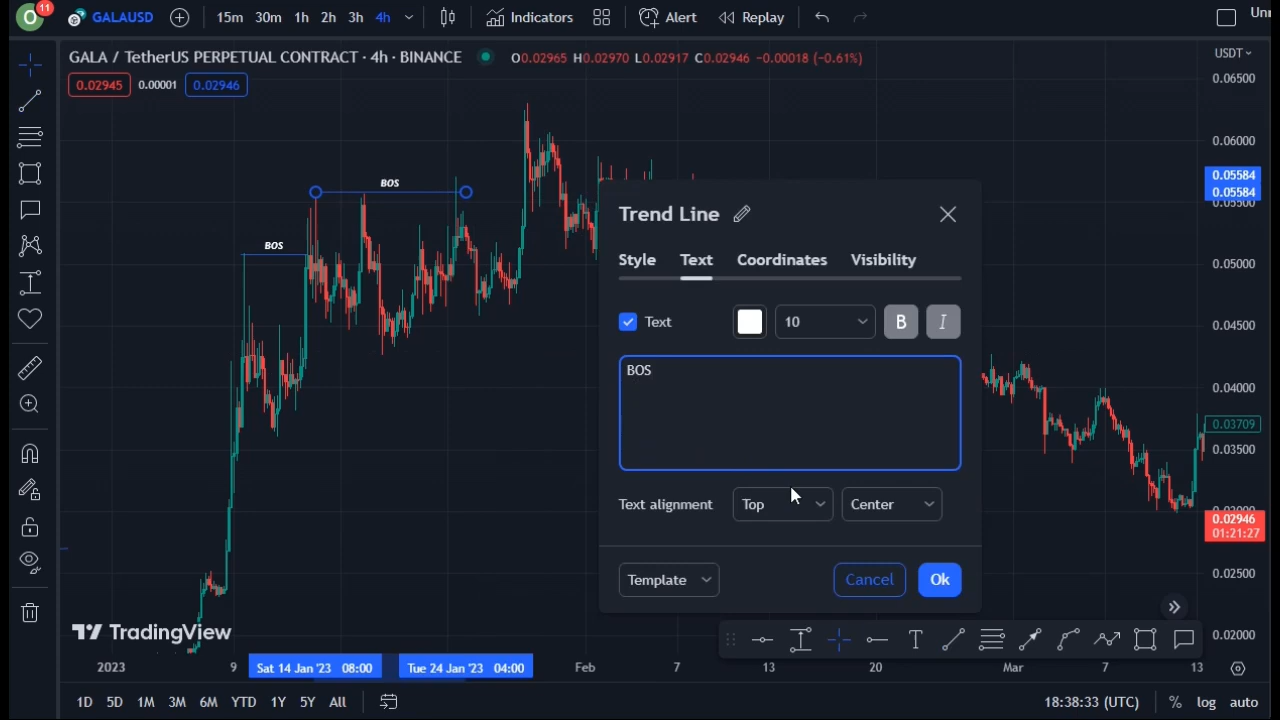 O 11 GALAUSD 15m 30m 1h 2h 3h 4h Indicators Alert Replay
GALA / TetherUS PERPETUAL CONTRACT · 4h · BINANCE O0.02965 H0.02970 L0.02917 C0.02946 −0.00018 (−0.61%)
USDT
0.02945 0.00001 0.02946
0.06500
0.06000
0.05584
0.05584
0.05500
0.05000
0.04500
0.04000
0.03709
0.03500
0.02946
01:21:27
0.02500
0.02000
BOS
BOS
Trend Line
Style Text Coordinates Visibility
Text 10 B I
BOS
Text alignment Top Center
Template Cancel Ok
TradingView
T
2023 9 Sat 14 Jan '23 08:00 Tue 24 Jan '23 04:00 Feb 7 13 20 Mar 7 13
1D 5D 1M 3M 6M YTD 1Y 5Y All 18:38:33 (UTC) % log auto